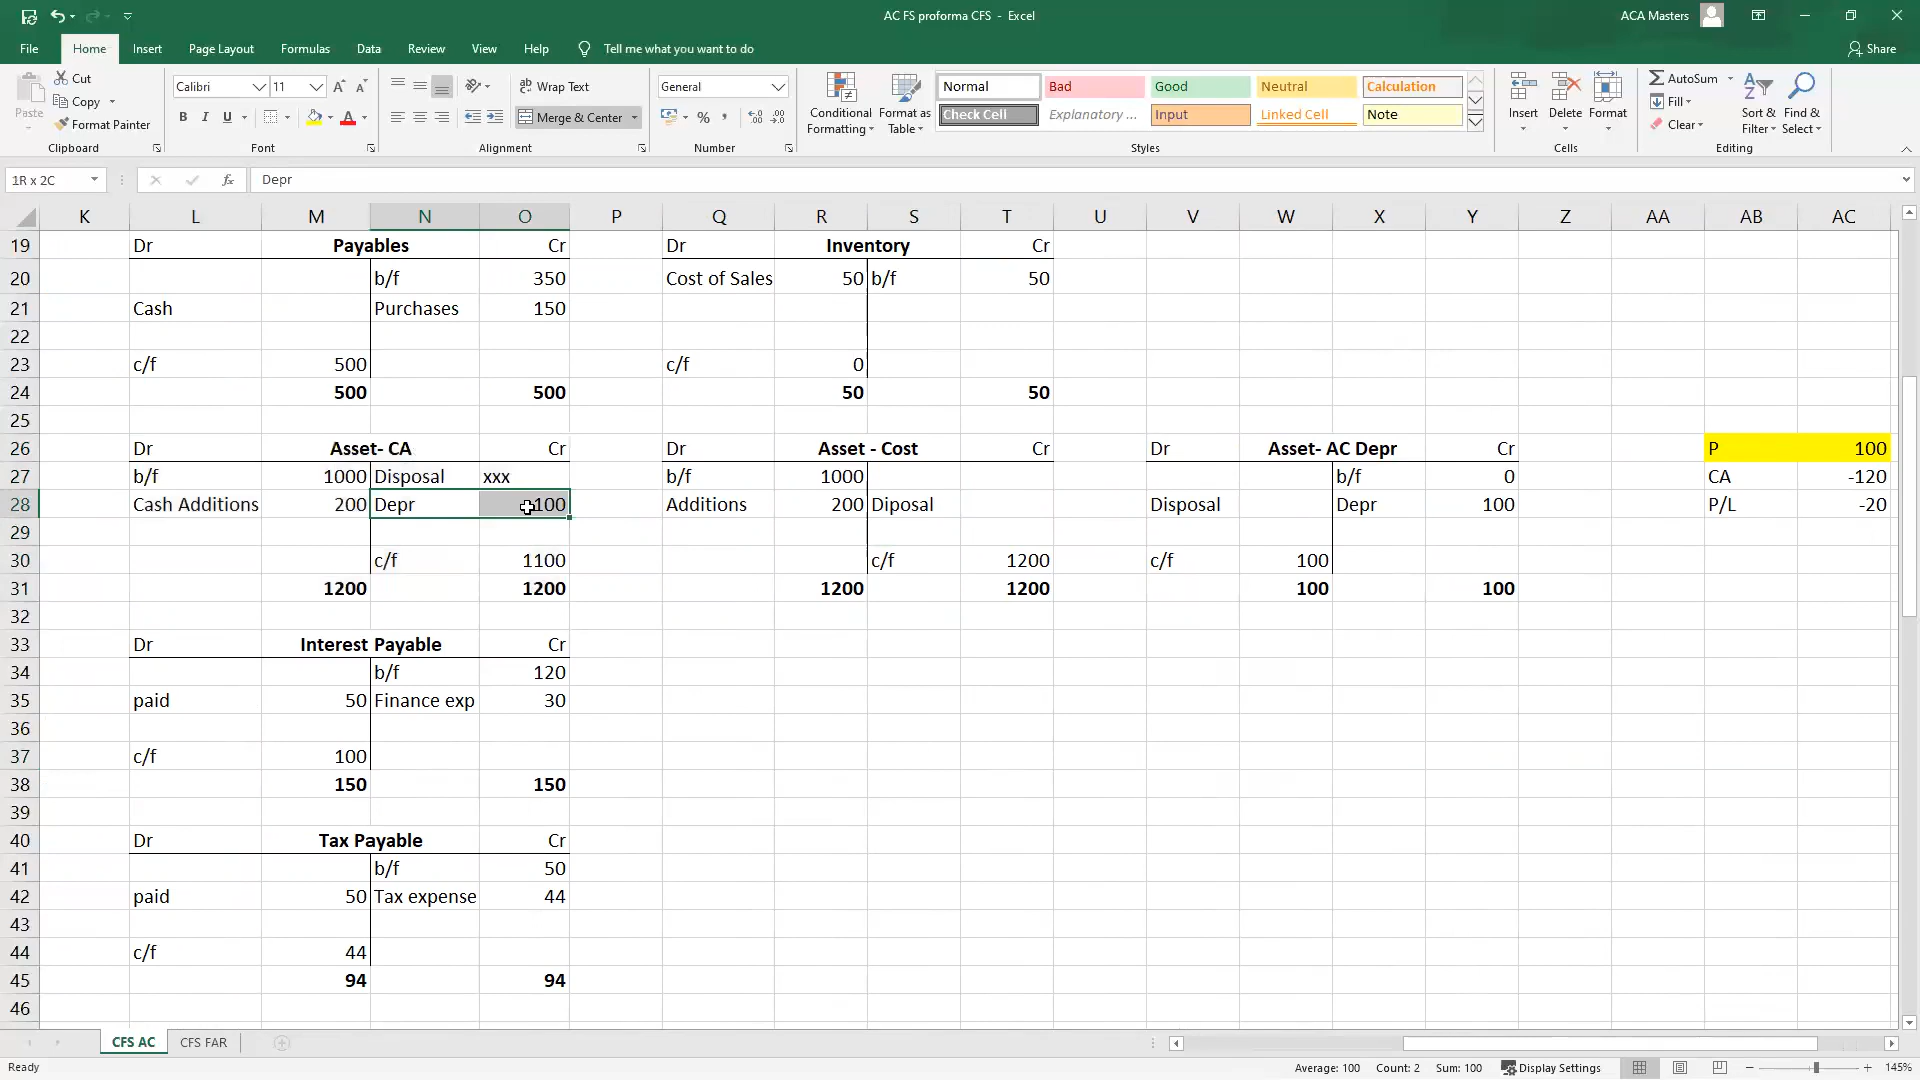 AC FS proforma CFS - Excel
ACA Masters
File Home Insert Page Layout Formulas Data Review View Help Tell me what you want to do
Share
Paste
Cut
Copy
Format Painter
Clipboard
Calibri 11
B I U
Font
Wrap Text
Merge & Center
Alignment
General
Number
Conditional Formatting
Format as Table
Normal Bad Good Neutral Calculation
Check Cell Explanatory ... Input Linked Cell Note
Styles
Insert Delete Format
Cells
AutoSum
Fill
Clear
Sort & Filter
Find & Select
Editing
1R x 2C fx Depr
K L M N O P Q R S T U V W X Y Z AA AB AC
19 Dr Payables Cr Dr Inventory Cr
20 b/f 350 Cost of Sales 50 b/f 50
21 Cash Purchases 150
22
23 c/f 500 c/f 0
24 500 500 50 50
25
26 Dr Asset- CA Cr Dr Asset - Cost Cr Dr Asset- AC Depr Cr P 100
27 b/f 1000 Disposal xxx b/f 1000 b/f 0 CA -120
28 Cash Additions 200 Depr 100 Additions 200 Diposal Disposal Depr 100 P/L -20
29
30 c/f 1100 c/f 1200 c/f 100
31 1200 1200 1200 1200 100 100
32
33 Dr Interest Payable Cr
34 b/f 120
35 paid 50 Finance exp 30
36
37 c/f 100
38 150 150
39
40 Dr Tax Payable Cr
41 b/f 50
42 paid 50 Tax expense 44
43
44 c/f 44
45 94 94
46
CFS AC CFS FAR
Ready Average: 100 Count: 2 Sum: 100 Display Settings 145%